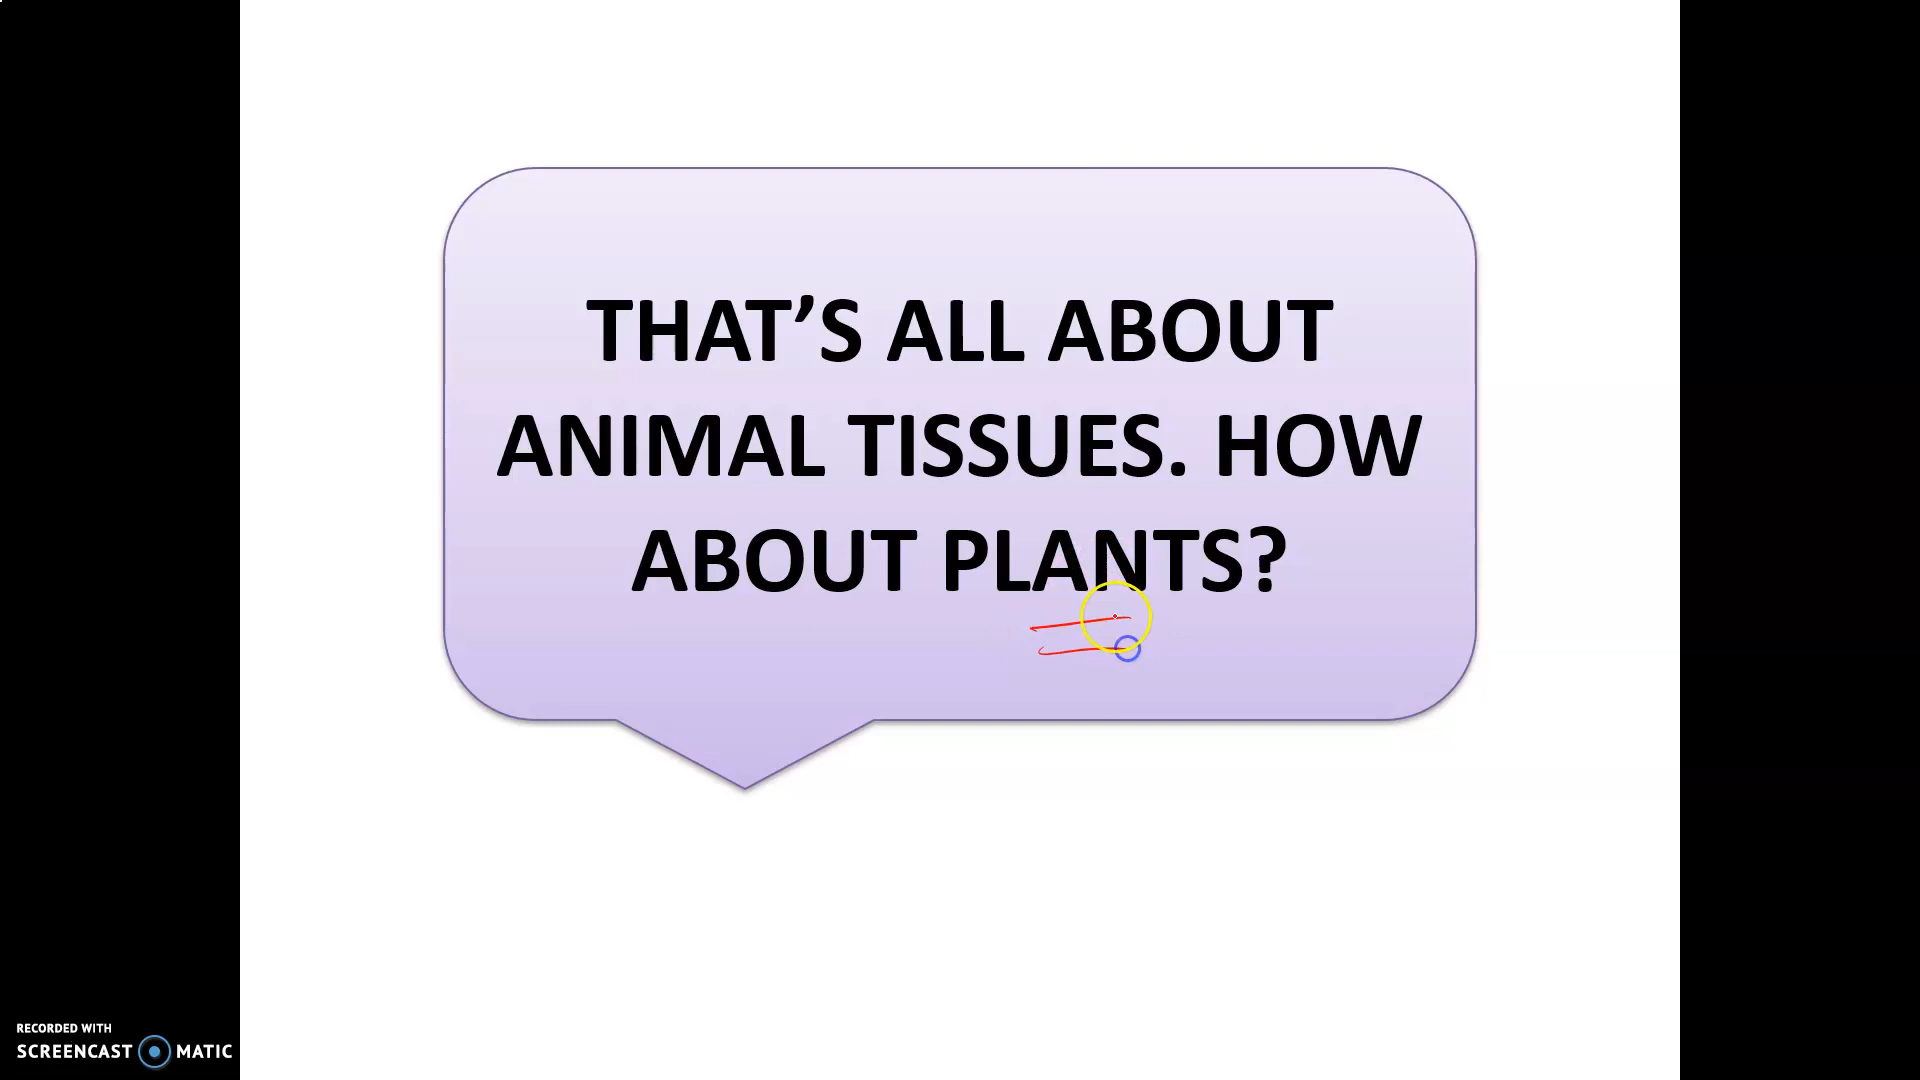 THAT’S ALL ABOUT
ANIMAL TISSUES. HOW
ABOUT PLANTS?
RECORDED WITH
SCREENCAST MATIC